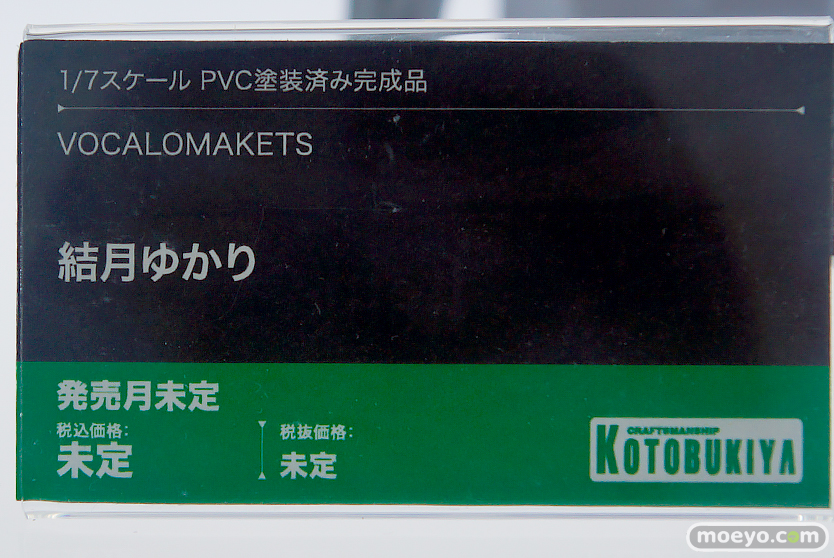 1/7スケール PVC塗装済み完成品
VOCALOMAKETS
結月ゆかり
発売月未定
税込価格:
未定
税抜価格:
未定
CRAFTSMANSHIP
KOTOBUKIYA
moeyo.com